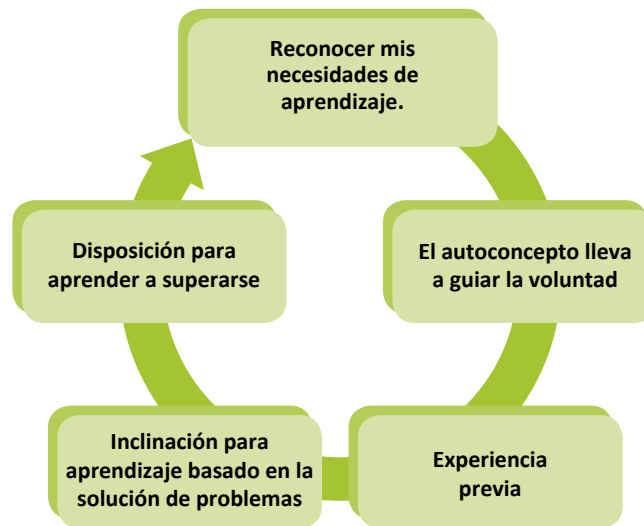 Reconocer mis
necesidades de
aprendizaje.
El autoconcepto lleva
a guiar la voluntad
Experiencia
previa
Inclinación para
aprendizaje basado en la
solución de problemas
Disposición para
aprender a superarse